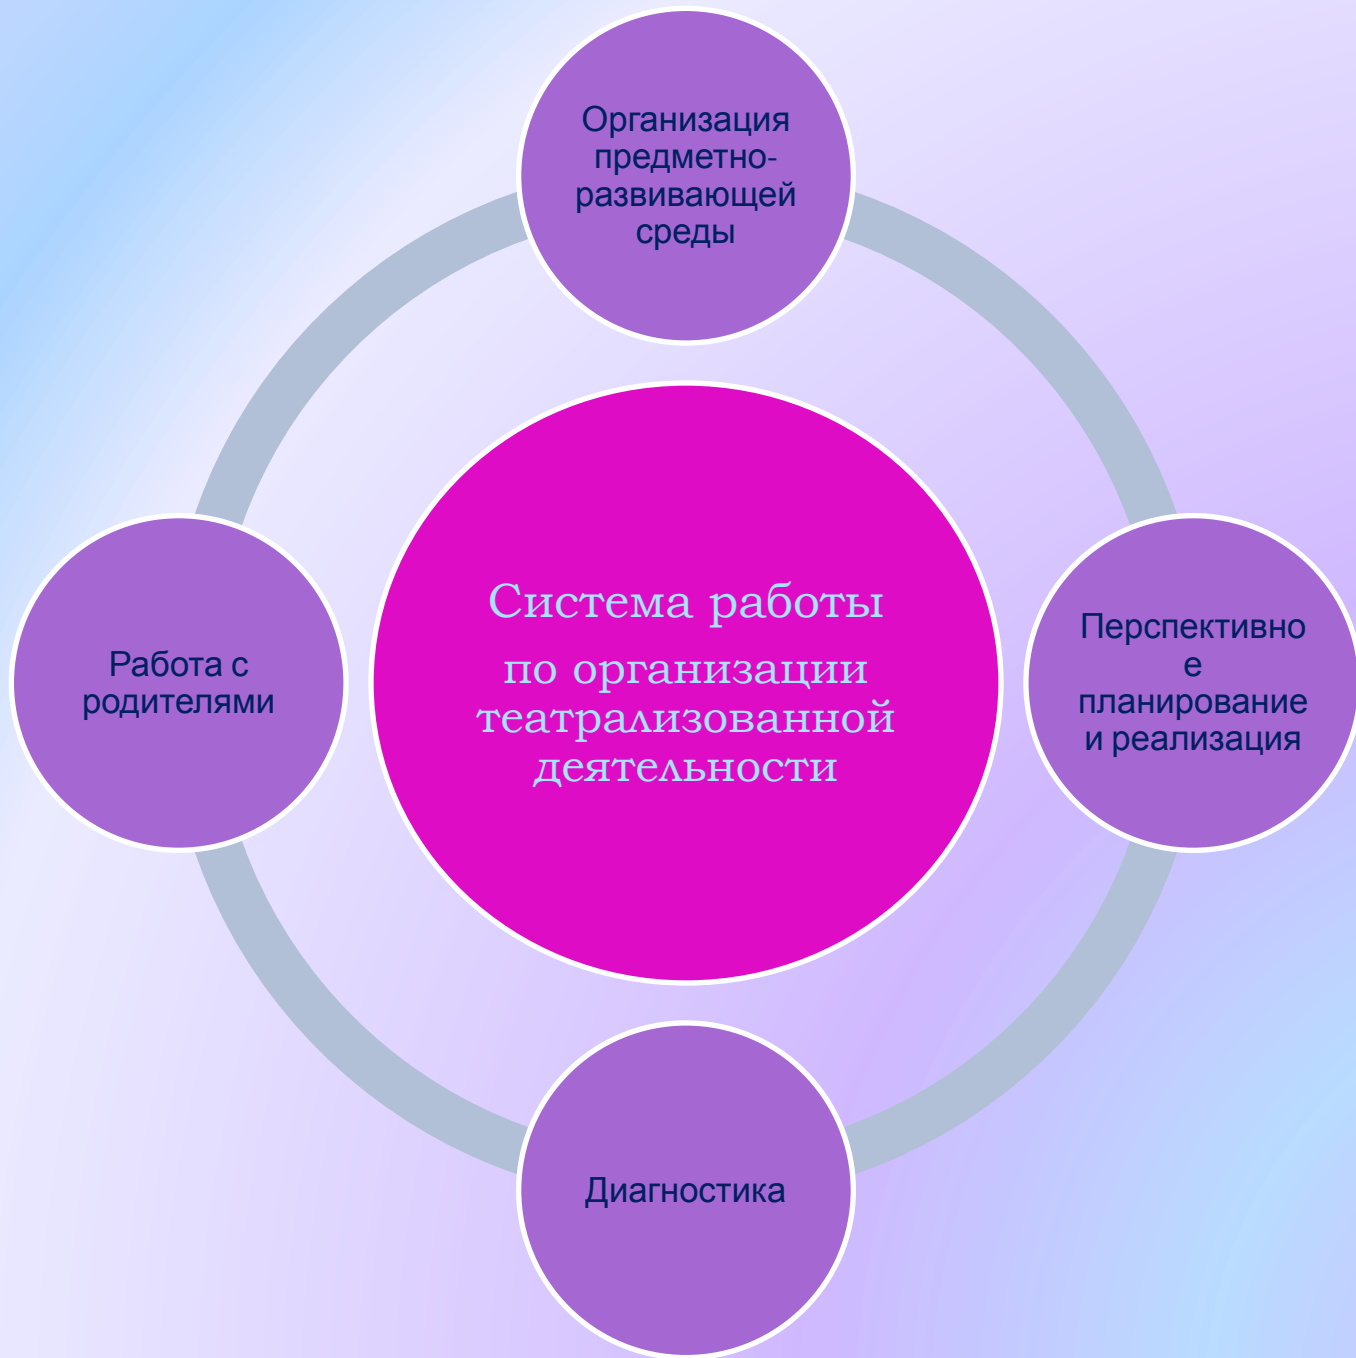 Организация
предметно-
развивающей
среды
Система работы
по организации
театрализованной
деятельности
Перспективно
е
планирование
и реализация
Работа с
родителями
Диагностика